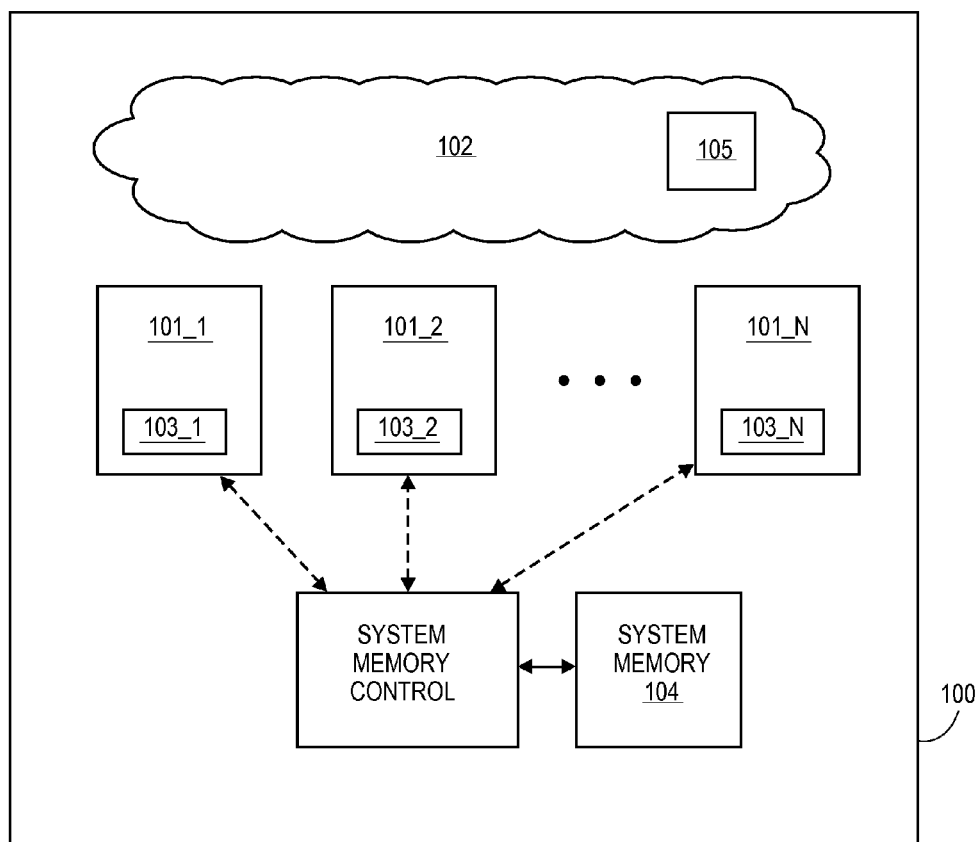 102
105
101_1
101_2
101_N
103_1
103_2
103_N
SYSTEM
MEMORY
CONTROL
SYSTEM
MEMORY
104
100